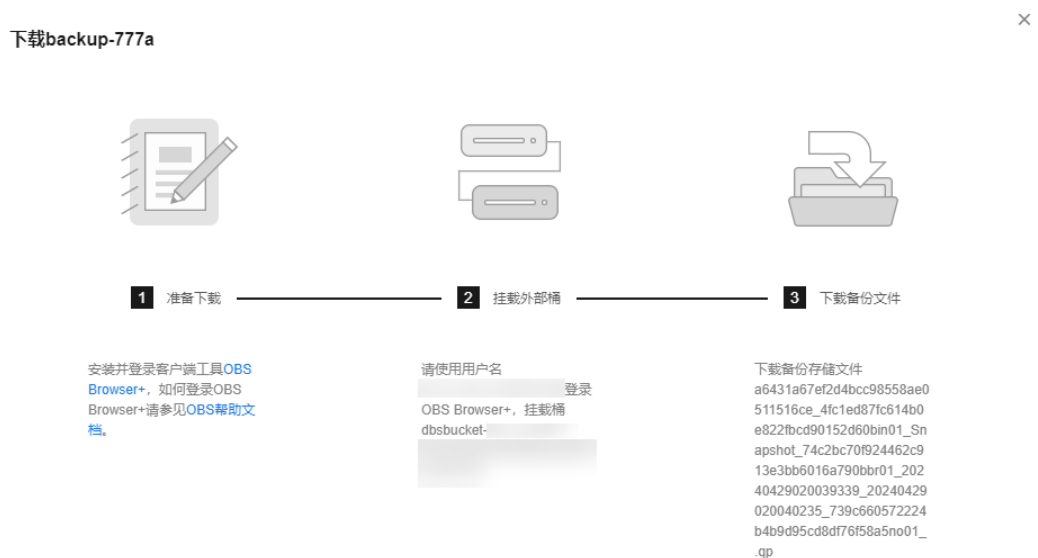 下载backup-777a
1 准备下载
2 挂载外部桶
3 下载备份文件
安装并登录客户端工具OBS
Browser+，如何登录OBS
Browser+请参见OBS帮助文
档。
请使用用户名
登录
OBS Browser+，挂载桶
dbsbucket-
下载备份存储文件
a6431a67ef2d4bcc98558ae0
511516ce_4fc1ed87fc614b0
e822fbcd90152d60bin01_Sn
apshot_74c2bc70f924462c9
13e3bb6016a790bbr01_202
40429020039339_20240429
020040235_739c660572224
b4b9d95cd8df76f58a5no01_
.qp